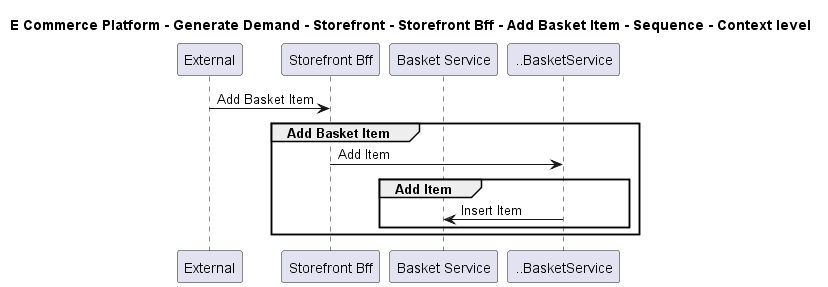 E Commerce Platform - Generate Demand - Storefront - Storefront Bff - Add Basket Item - Sequence - Context level
External
Storefront Bff
Basket Service
..BasketService
Add Basket Item
Add Basket Item
Add Item
Add Item
Insert Item
External
Storefront Bff
Basket Service
..BasketService